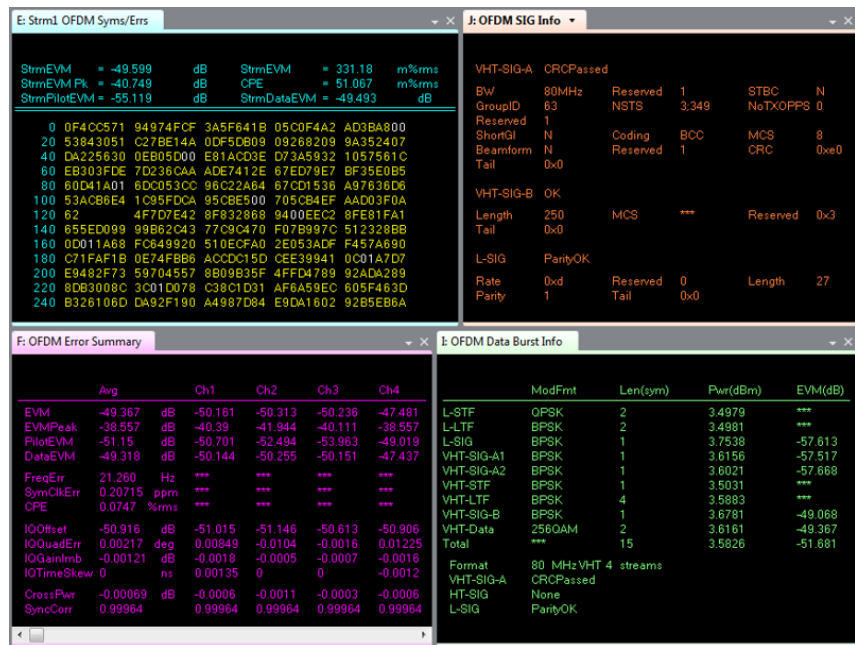 E: Strm1 OFDM Syms/Errs
StrmEVM = -49.599 dB StrmEVM = 331.18 m%rms
StrmEVM Pk = -40.749 dB CPE = 51.067 m%rms
StrmPilotEVM = -55.119 StrmDataEVM = -49.493 dB
0 0F4CC571 94974FCF 3A5F641B 05C0F4A2 AD3BA800
20 53843051 C27BE14A 0DF5DB09 09268209 9A352407
40 DA225630 0EB05D00 E81ACD3E D73A5932 1057561C
60 EB303FDE 7D236CAA ADE7412E 67ED79E7 BF35E0B5
80 60D41A01 6DC053CC 96C22A64 67CD1536 A97636D6
100 53ACB6E4 1C95FDCA 95CBE500 705CB4EF AAD03F0A
120 62 4F7D7E42 8F832868 9400EEC2 8FE81FA1
140 655ED099 99B62C43 77C9C470 F07B997C 512328BB
160 0D011A68 FC649920 510ECFA0 2E053ADF F457A690
180 C71FAF1B 0E74FBB6 ACCDC15D CEE39941 0C01A7D7
200 E9482F73 59704557 8B09B35F 4FFD4789 92ADA289
220 8DB3008C 3C01D078 C38C1D31 AF6A59EC 605F463D
240 B326106D DA92F190 A4987D84 E9DA1602 92B5EB6A
J: OFDM SIG Info
VHT-SIG-A CRCPassed
BW 80MHz Reserved 1 STBC N
GroupID 63 NSTS 3;349 NoTXOPPS 0
Reserved 1
ShortGI N Coding BCC MCS 8
Beamform N Reserved 1 CRC 0xe0
Tail 0x0
VHT-SIG-B OK
Length 250 MCS *** Reserved 0x3
Tail 0x0
L-SIG ParityOK
Rate 0xd Reserved 0 Length 27
Parity 1 Tail 0x0
F: OFDM Error Summary
Avg Ch1 Ch2 Ch3 Ch4
EVM -49.367 dB -50.161 -50.313 -50.236 -47.481
EVMPeak -38.557 dB -40.39 -41.944 -40.111 -38.557
PilotEVM -51.15 dB -50.701 -52.494 -53.963 -49.019
DataEVM -49.318 dB -50.144 -50.255 -50.151 -47.437
FreqErr 21.260 Hz *** *** *** ***
SymClkErr 0.20715 ppm *** *** *** ***
CPE 0.0747 %rms *** *** *** ***
IQOffset -50.916 dB -51.015 -51.146 -50.613 -50.906
IQQuadErr 0.00217 deg 0.00849 -0.0104 -0.0016 0.01225
IQGainImb -0.00121 dB -0.0018 -0.0005 -0.0007 -0.0016
IQTimeSkew 0 ns 0.00135 0 0 -0.0012
CrossPwr -0.00069 dB -0.0006 -0.0011 -0.0003 -0.0006
SyncCorr 0.99964 0.99964 0.99964 0.99964 0.99964
I: OFDM Data Burst Info
ModFmt Len(sym) Pwr(dBm) EVM(dB)
L-STF QPSK 2 3.4979 ***
L-LTF BPSK 2 3.4981 ***
L-SIG BPSK 1 3.7538 -57.613
VHT-SIG-A1 BPSK 1 3.6156 -57.517
VHT-SIG-A2 BPSK 1 3.6021 -57.668
VHT-STF BPSK 1 3.5031 ***
VHT-LTF BPSK 4 3.5883 ***
VHT-SIG-B BPSK 1 3.6781 -49.068
VHT-Data 256QAM 2 3.6161 -49.367
Total *** 15 3.5826 -51.681
Format 80 MHz VHT 4 streams
VHT-SIG-A CRCPassed
HT-SIG None
L-SIG ParityOK